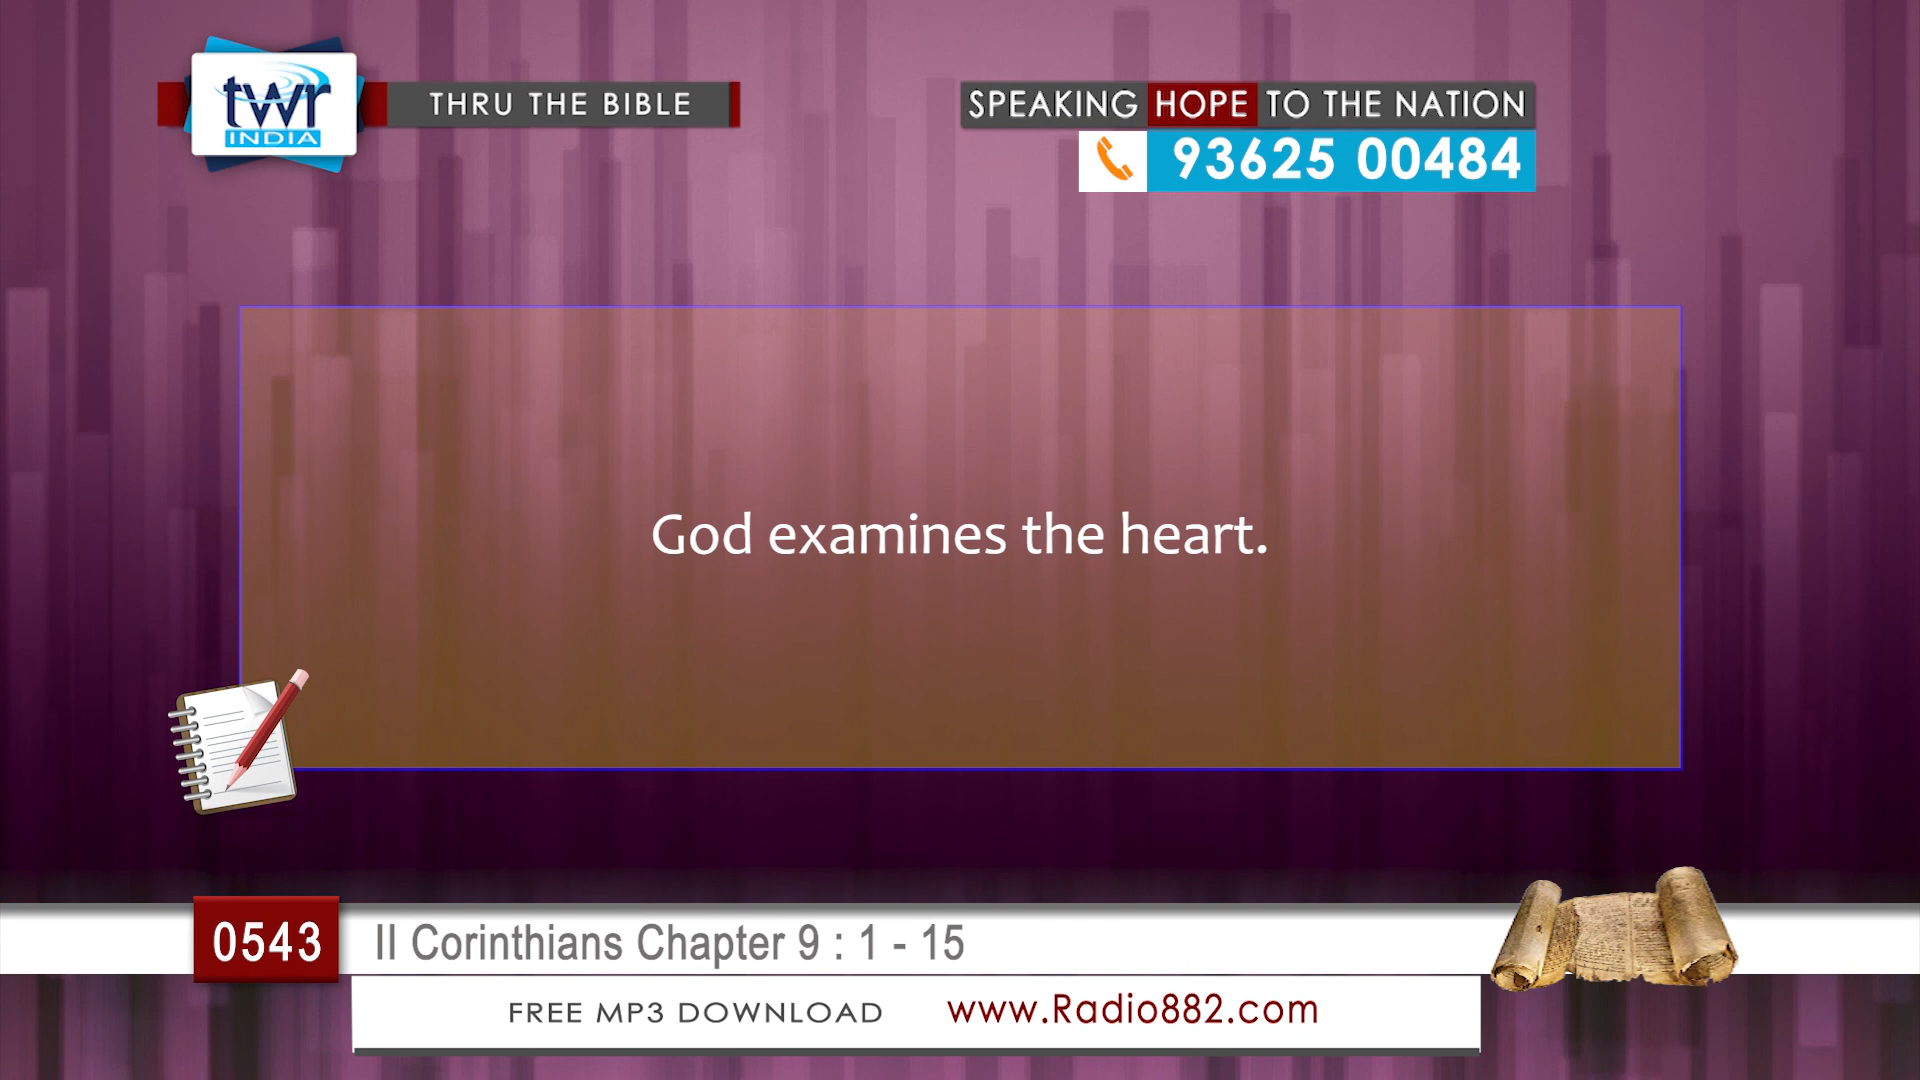 twr
INDIA
THRU THE BIBLE
SPEAKING HOPE TO THE NATION
93625 00484
God examines the heart.
0543
II Corinthians Chapter 9 : 1 - 15
FREE MP3 DOWNLOAD www.Radio882.com